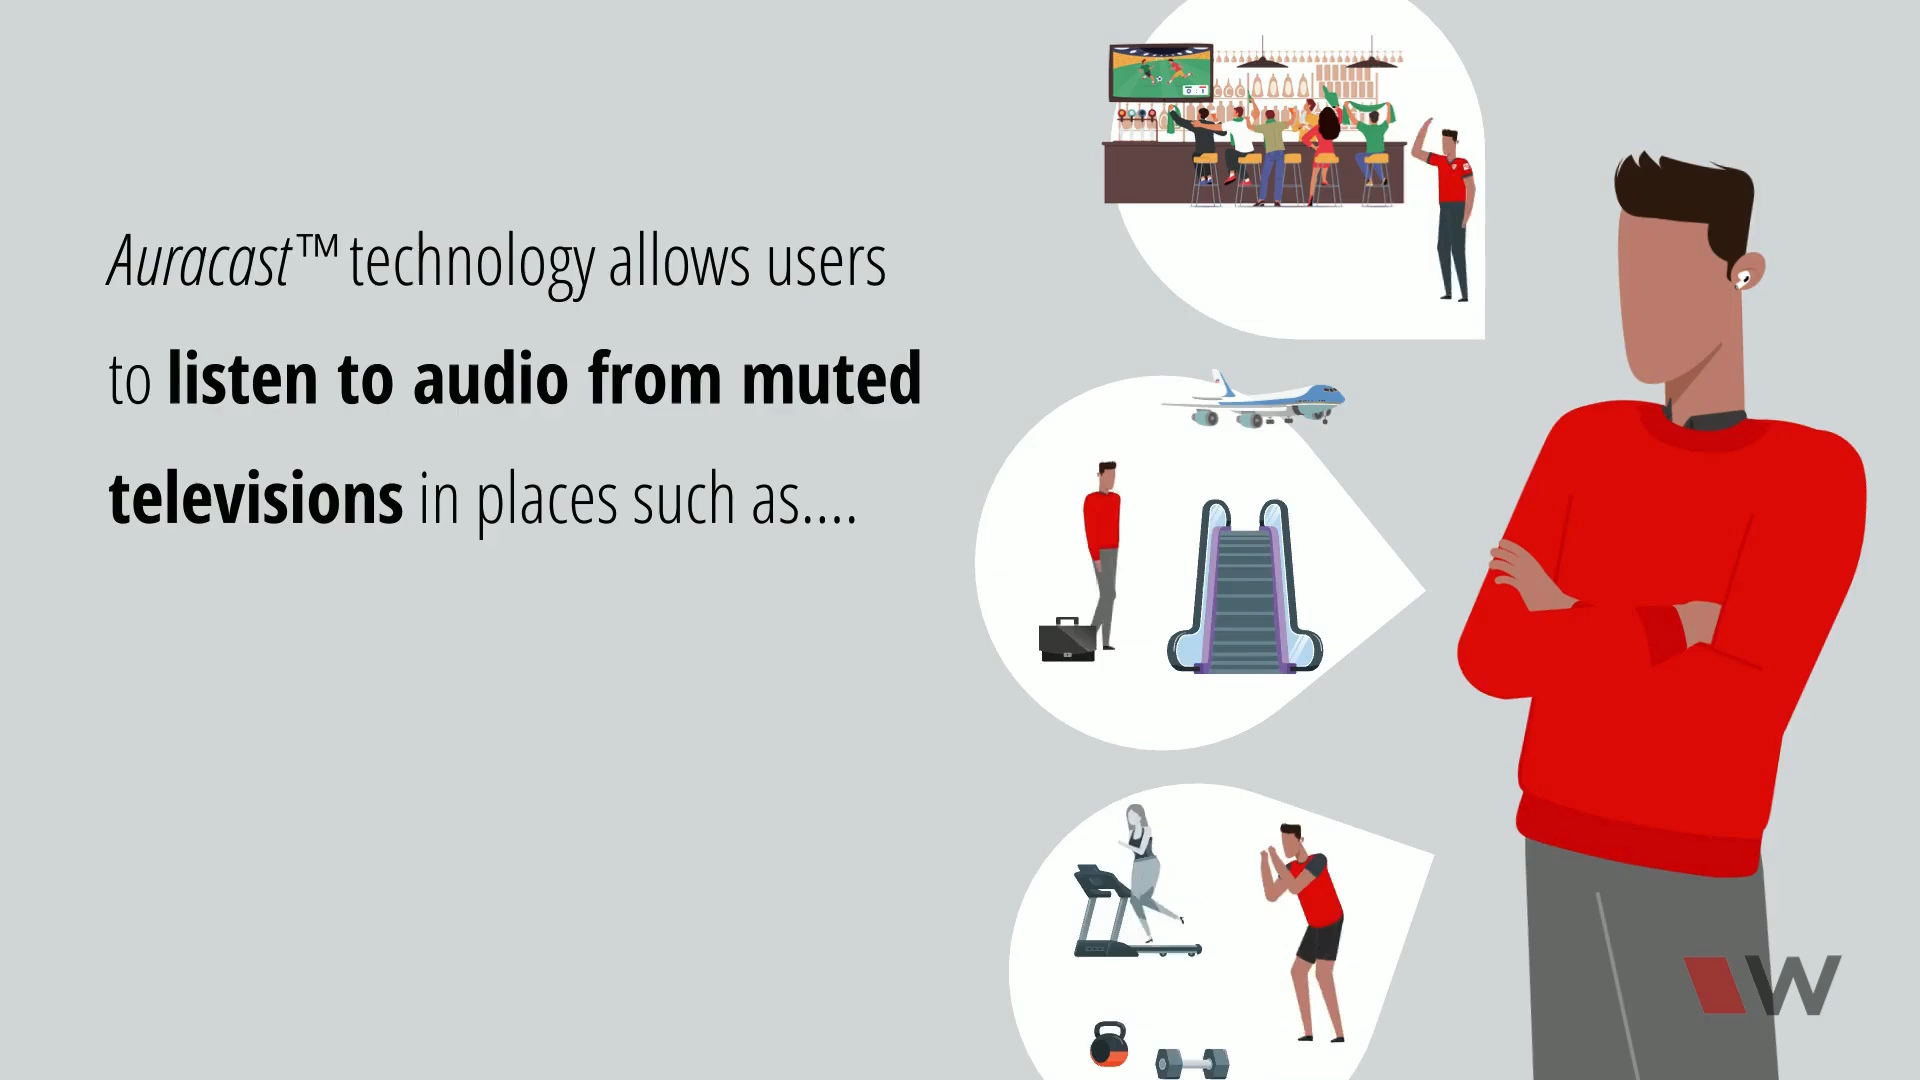 Auracast™ technology allows users
to listen to audio from muted
televisions in places such as....
W